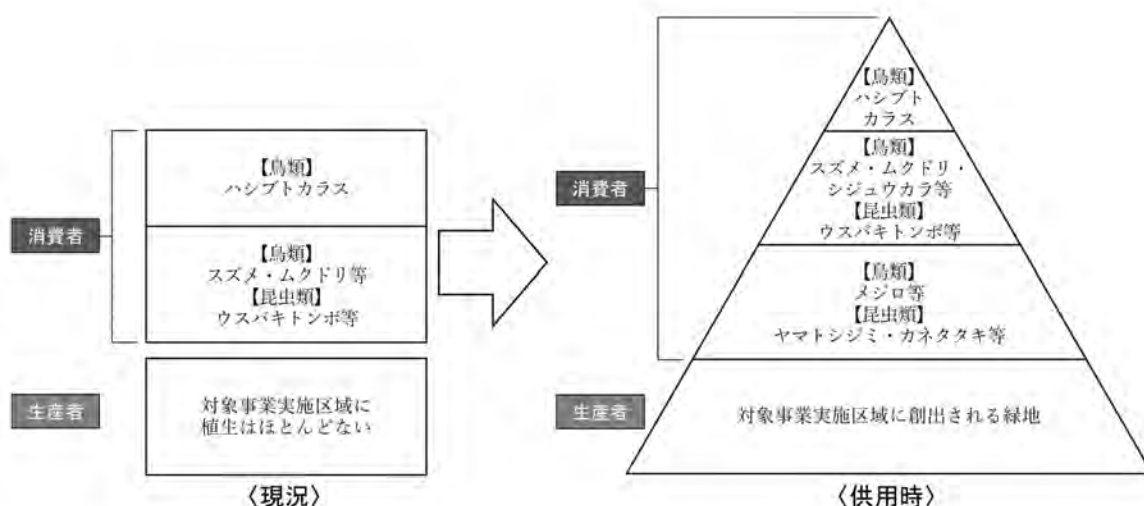 消費者
【鳥類】
ハシブトカラス
【鳥類】
スズメ・ムクドリ等
【昆虫類】
ウスバキトンボ等
生産者
対象事業実施区域に
植生はほとんどない
〈現況〉
消費者
【鳥類】
ハシブト
カラス
【鳥類】
スズメ・ムクドリ・
シジュウカラ等
【昆虫類】
ウスバキトンボ等
【鳥類】
メジロ等
【昆虫類】
ヤマトシジミ・カネタタキ等
生産者
対象事業実施区域に創出される緑地
〈供用時〉